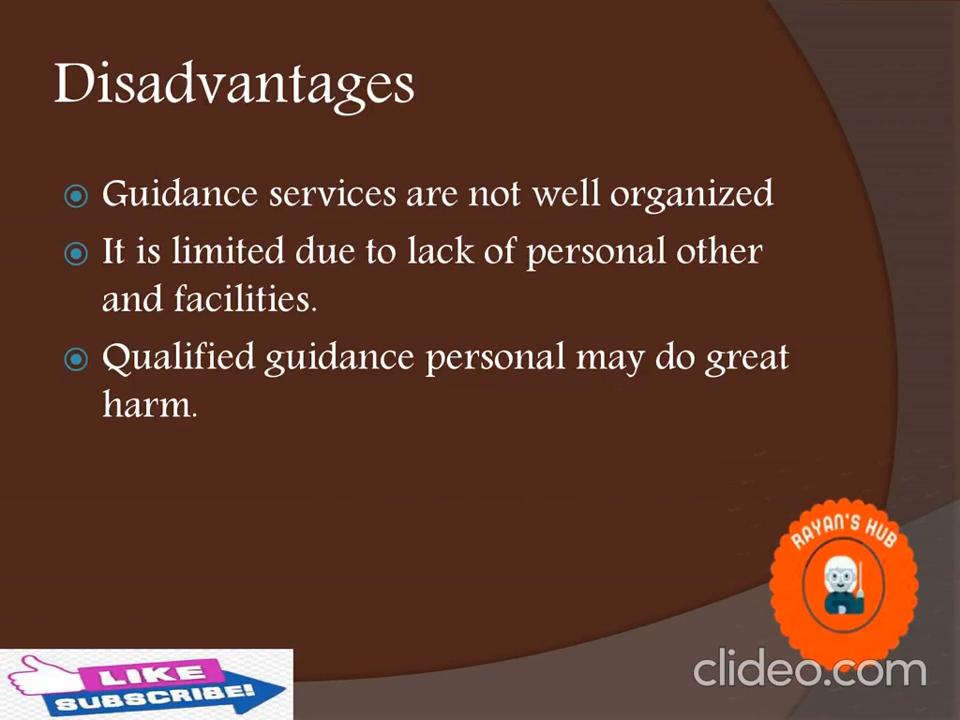 Disadvantages
Guidance services are not well organized
It is limited due to lack of personal other
and facilities.
Qualified guidance personal may do great
harm.
RAYAN'S HUB
LIKE
SUBSCRIBE!
clideo.com